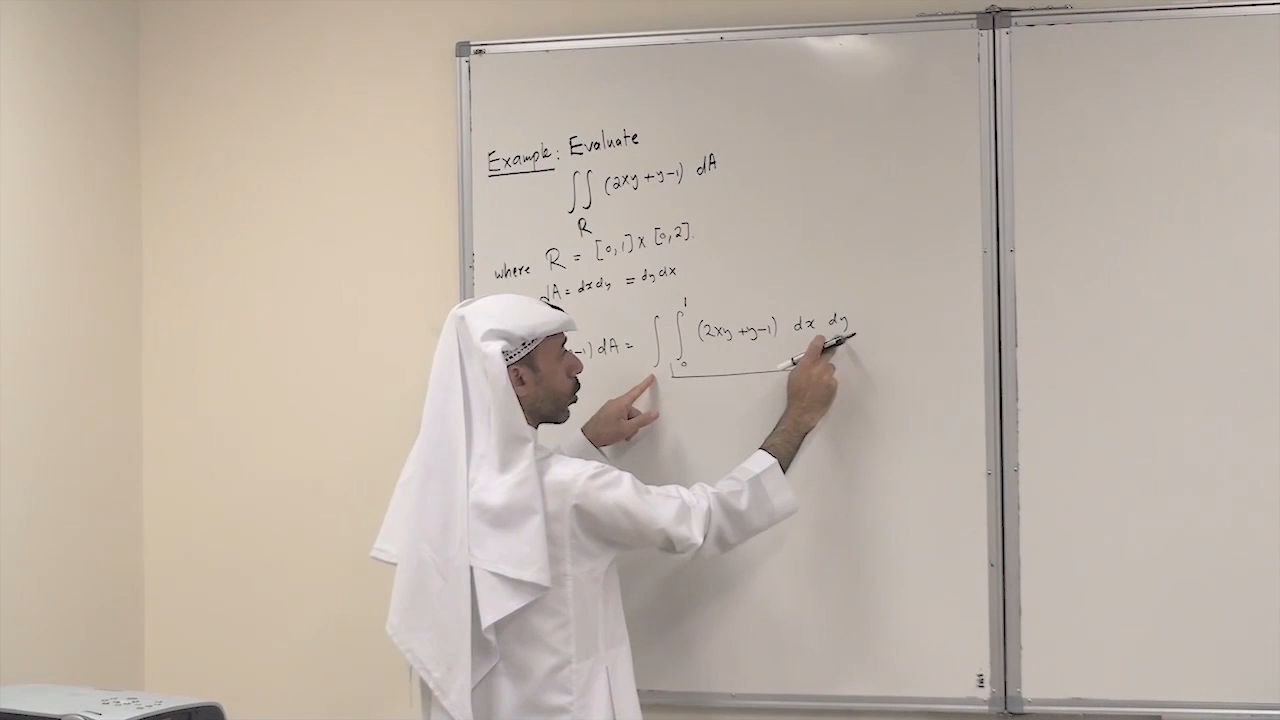 Example: Evaluate
∬ (2xy + y - 1) dA
R
where R = [0,1] x [0,2].
dA = dx dy = dy dx
-1) dA = ∫ ∫₀¹ (2xy + y - 1) dx dy